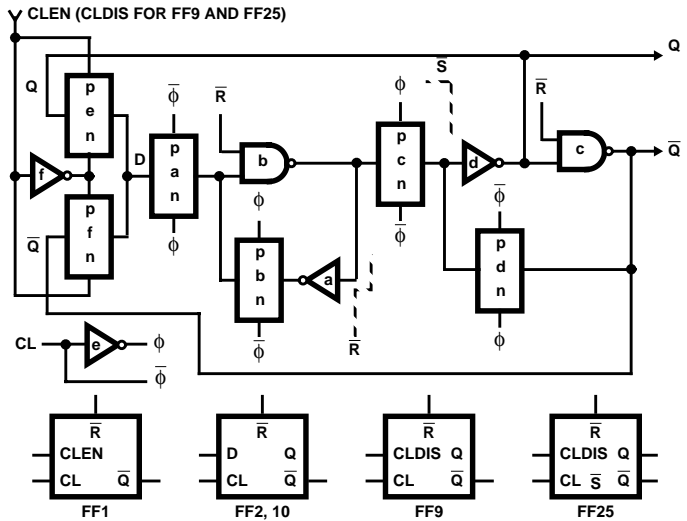 CLEN (CLDIS FOR FF9 AND FF25)
Q
S̅
R̅
Q
p e n
ϕ̅
R̅
ϕ
D
p a n
b
p c n
d
c
Q̅
f
p f n
Q̅
ϕ
ϕ
ϕ̅
ϕ̅
p b n
a
p d n
ϕ̅
R̅
ϕ
CL
e
ϕ
ϕ̅
R̅
CLEN
CL Q̅
FF1
R̅
D Q
CL Q̅
FF2, 10
R̅
CLDIS Q
CL Q̅
FF9
R̅
CLDIS Q
CL S̅ Q̅
FF25